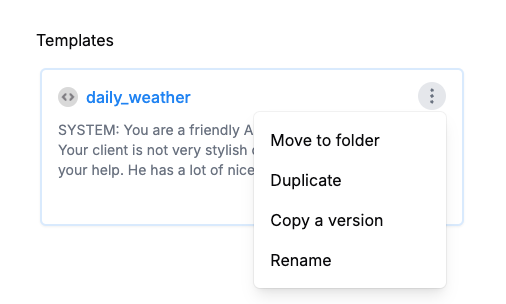 Templates
daily_weather
SYSTEM: You are a friendly A
Your client is not very stylish
your help. He has a lot of nice
Move to folder
Duplicate
Copy a version
Rename